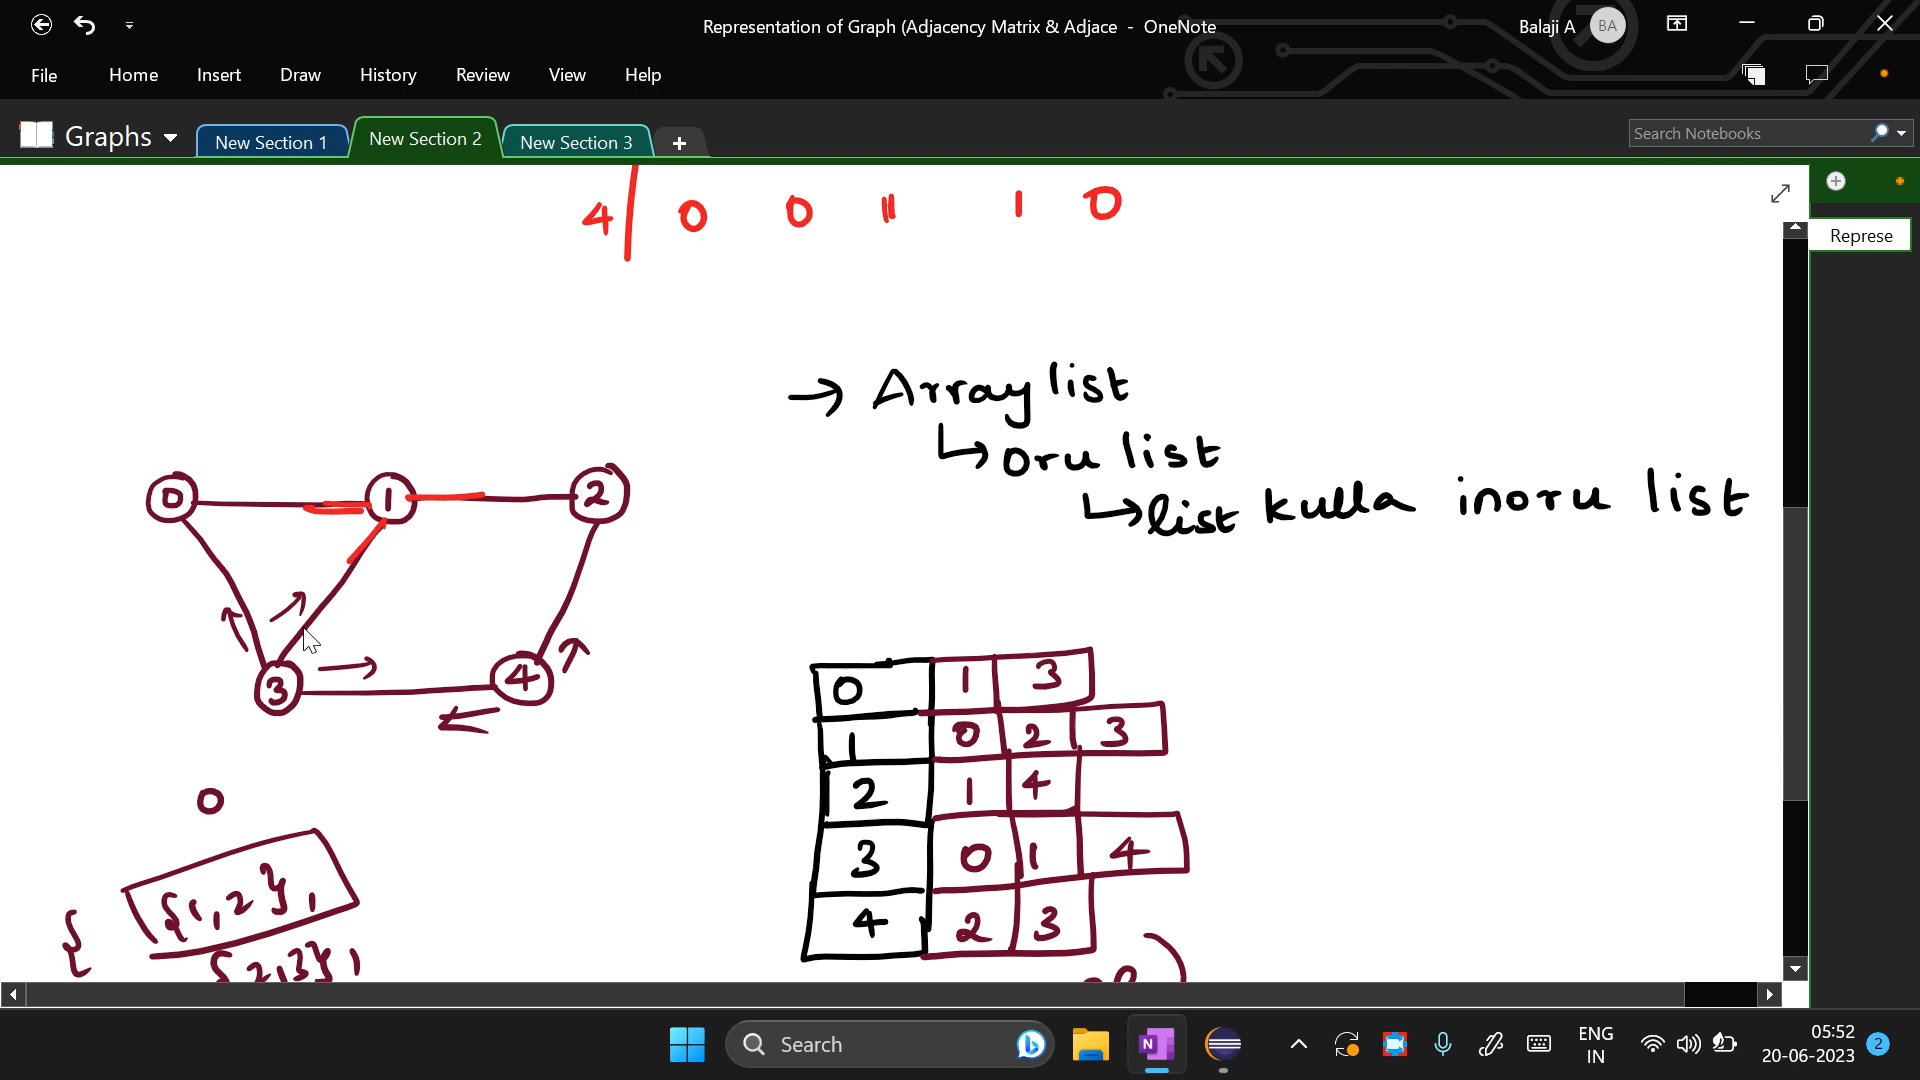 Representation of Graph (Adjacency Matrix & Adjace - OneNote
Balaji A BA
File Home Insert Draw History Review View Help
Graphs New Section 1 New Section 2 New Section 3 +
Search Notebooks
Represe
4 0 0 1 1 0
→ Array list
↳ oru list
↳ list kulla inoru list
0 1 2
3 4
0 1 3
1 0 2 3
2 1 4
3 0 1 4
4 2 3
0
{ {1,2},
{2,3},
Search
N
ENG
IN
05:52
20-06-2023
2